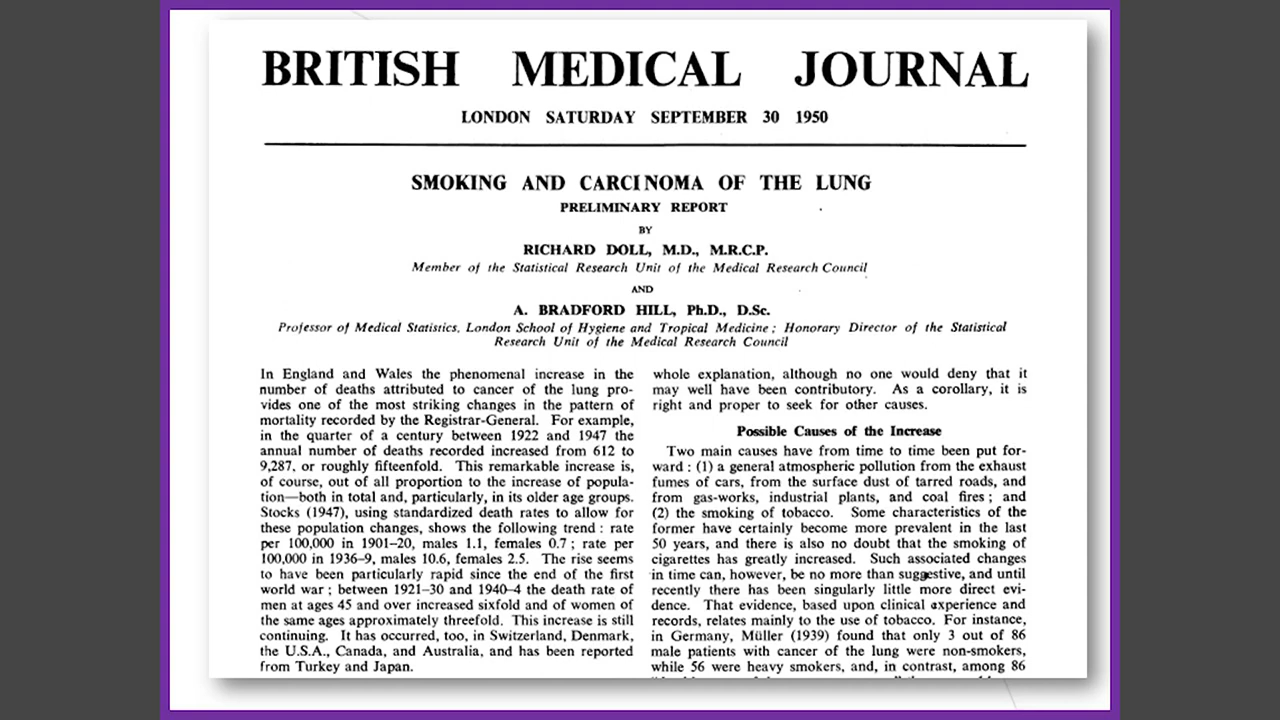 BRITISH MEDICAL JOURNAL
LONDON SATURDAY SEPTEMBER 30 1950
SMOKING AND CARCINOMA OF THE LUNG
PRELIMINARY REPORT
BY
RICHARD DOLL, M.D., M.R.C.P.
Member of the Statistical Research Unit of the Medical Research Council
AND
A. BRADFORD HILL, Ph.D., D.Sc.
Professor of Medical Statistics, London School of Hygiene and Tropical Medicine ; Honorary Director of the Statistical
Research Unit of the Medical Research Council
In England and Wales the phenomenal increase in the
number of deaths attributed to cancer of the lung pro-
vides one of the most striking changes in the pattern of
mortality recorded by the Registrar-General. For example,
in the quarter of a century between 1922 and 1947 the
annual number of deaths recorded increased from 612 to
9,287, or roughly fifteenfold. This remarkable increase is,
of course, out of all proportion to the increase of popula-
tion—both in total and, particularly, in its older age groups.
Stocks (1947), using standardized death rates to allow for
these population changes, shows the following trend : rate
per 100,000 in 1901–20, males 1.1, females 0.7 ; rate per
100,000 in 1936–9, males 10.6, females 2.5. The rise seems
to have been particularly rapid since the end of the first
world war ; between 1921–30 and 1940–4 the death rate of
men at ages 45 and over increased sixfold and of women of
the same ages approximately threefold. This increase is still
continuing. It has occurred, too, in Switzerland, Denmark,
the U.S.A., Canada, and Australia, and has been reported
from Turkey and Japan.
whole explanation, although no one would deny that it
may well have been contributory. As a corollary, it is
right and proper to seek for other causes.
Possible Causes of the Increase
Two main causes have from time to time been put for-
ward : (1) a general atmospheric pollution from the exhaust
fumes of cars, from the surface dust of tarred roads, and
from gas-works, industrial plants, and coal fires ; and
(2) the smoking of tobacco. Some characteristics of the
former have certainly become more prevalent in the last
50 years, and there is also no doubt that the smoking of
cigarettes has greatly increased. Such associated changes
in time can, however, be no more than suggestive, and until
recently there has been singularly little more direct evi-
dence. That evidence, based upon clinical experience and
records, relates mainly to the use of tobacco. For instance,
in Germany, Müller (1939) found that only 3 out of 86
male patients with cancer of the lung were non-smokers,
while 56 were heavy smokers, and, in contrast, among 86